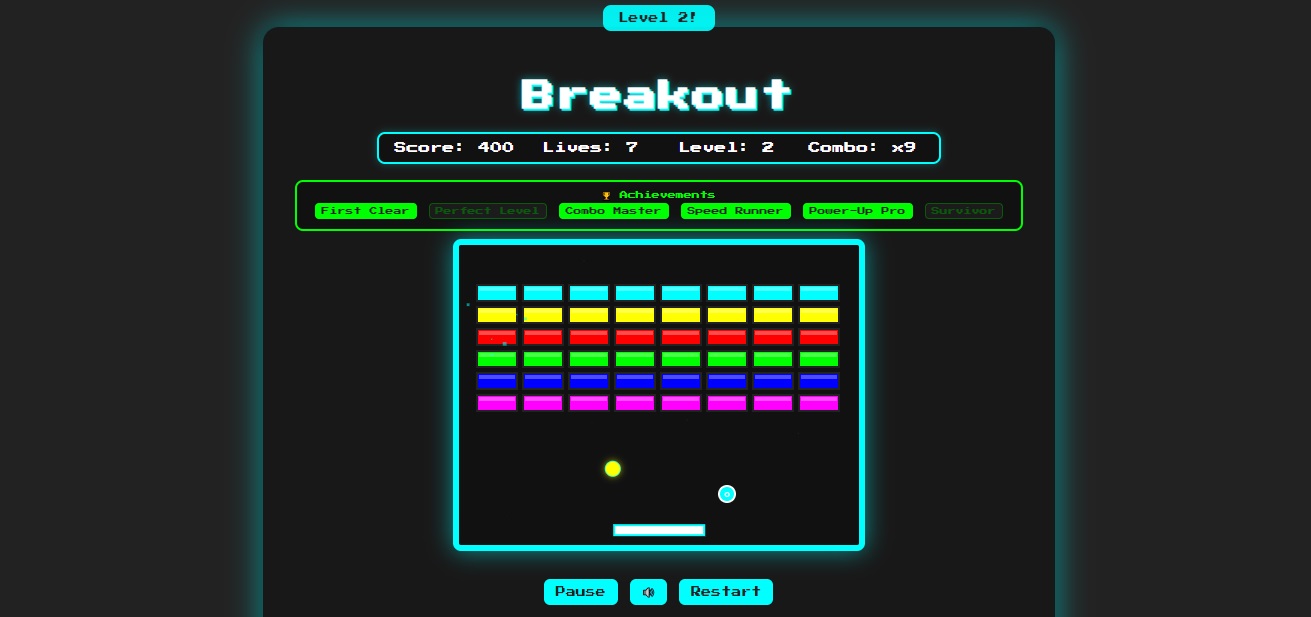 Level 2!
Breakout
Score: 400 Lives: 7 Level: 2 Combo: x9
🏆 Achievements
First Clear Perfect Level Combo Master Speed Runner Power-Up Pro Survivor
Pause 🔊 Restart